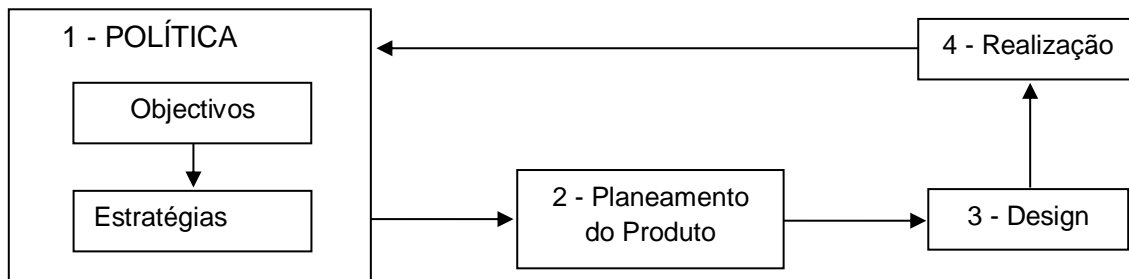 1 - POLÍTICA
Objectivos
Estratégias
2 - Planeamento
do Produto
3 - Design
4 - Realização